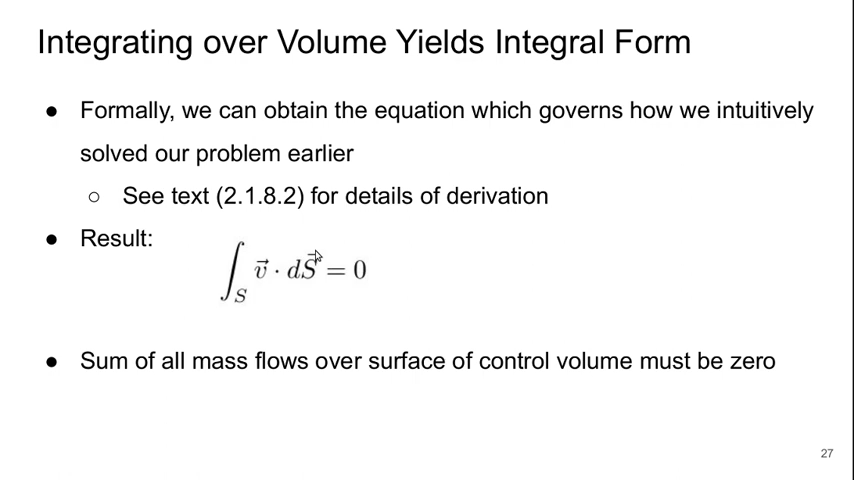 Integrating over Volume Yields Integral Form
● Formally, we can obtain the equation which governs how we intuitively
solved our problem earlier
○ See text (2.1.8.2) for details of derivation
● Result:
∫_S v⃗ · dS⃗ = 0
● Sum of all mass flows over surface of control volume must be zero
27